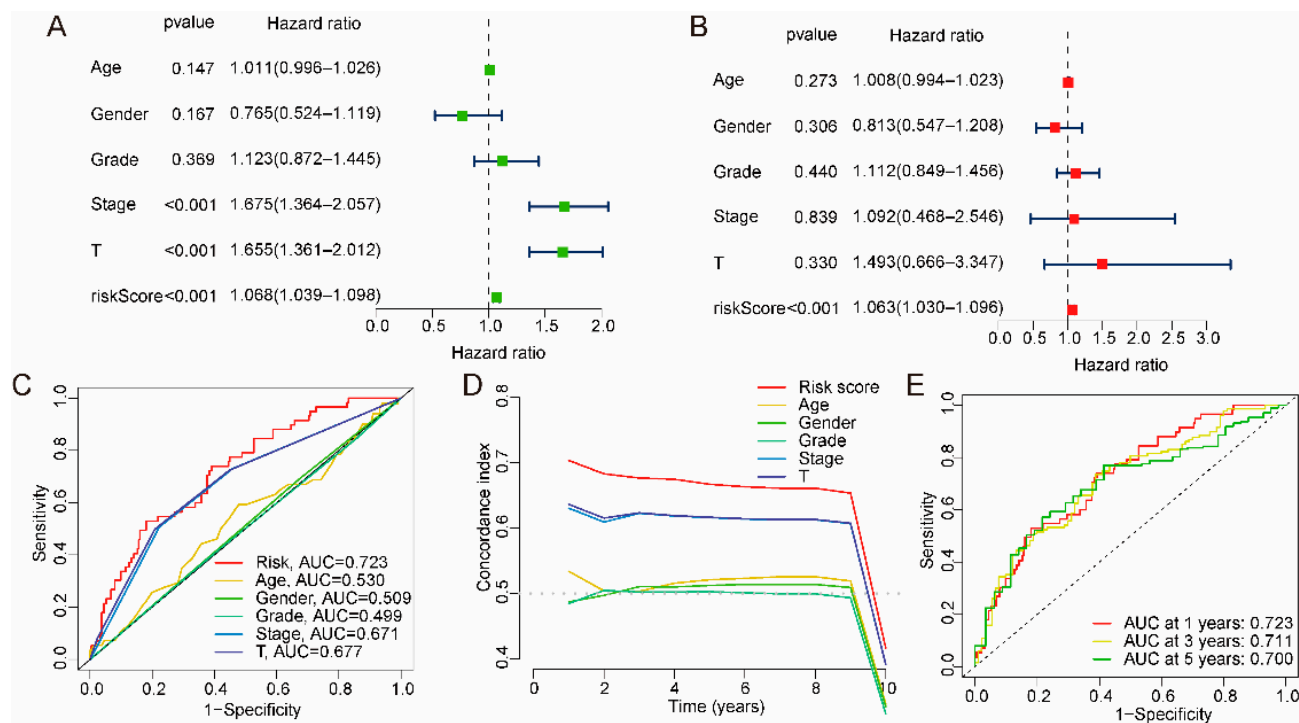 A
pvalue Hazard ratio
Age 0.147 1.011(0.996–1.026)
Gender 0.167 0.765(0.524–1.119)
Grade 0.369 1.123(0.872–1.445)
Stage <0.001 1.675(1.364–2.057)
T <0.001 1.655(1.361–2.012)
riskScore <0.001 1.068(1.039–1.098)
0.0 0.5 1.0 1.5 2.0
Hazard ratio
B
pvalue Hazard ratio
Age 0.273 1.008(0.994–1.023)
Gender 0.306 0.813(0.547–1.208)
Grade 0.440 1.112(0.849–1.456)
Stage 0.839 1.092(0.468–2.546)
T 0.330 1.493(0.666–3.347)
riskScore <0.001 1.063(1.030–1.096)
0.0 0.5 1.0 1.5 2.0 2.5 3.0
Hazard ratio
C
Sensitivity
1.0
0.8
0.6
0.4
0.2
0.0
Risk, AUC=0.723
Age, AUC=0.530
Gender, AUC=0.509
Grade, AUC=0.499
Stage, AUC=0.671
T, AUC=0.677
0.0 0.2 0.4 0.6 0.8 1.0
1−Specificity
D
Concordance index
0.8
0.7
0.6
0.5
0.4
Risk score
Age
Gender
Grade
Stage
T
0 2 4 6 8 10
Time (years)
E
Sensitivity
1.0
0.8
0.6
0.4
0.2
0.0
AUC at 1 years: 0.723
AUC at 3 years: 0.711
AUC at 5 years: 0.700
0.0 0.2 0.4 0.6 0.8 1.0
1−Specificity